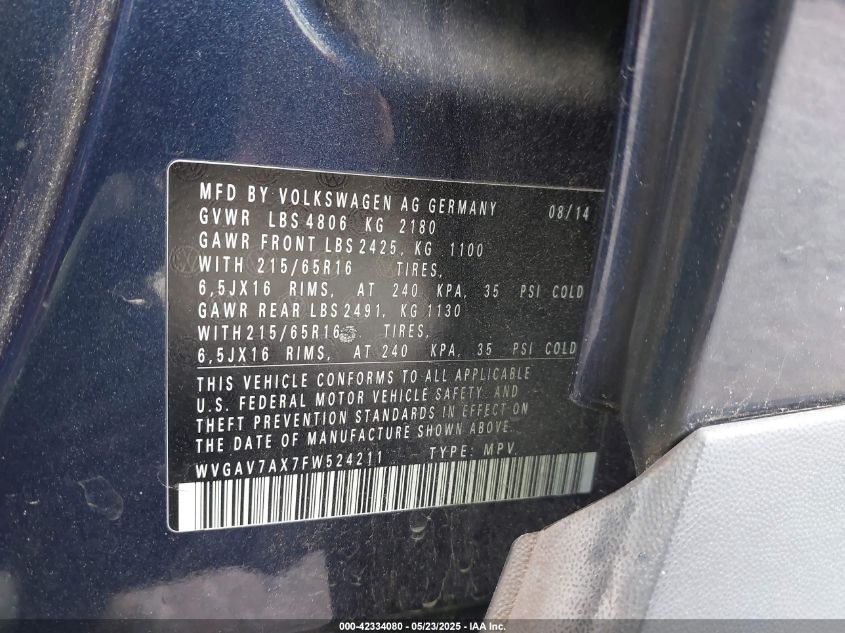 MFD BY VOLKSWAGEN AG GERMANY 08/14
GVWR LBS 4806 KG 2180
GAWR FRONT LBS 2425, KG 1100
WITH 215/65R16 TIRES,
6,5JX16 RIMS, AT 240 KPA, 35 PSI COLD
GAWR REAR LBS 2491, KG 1130
WITH 215/65R16 TIRES,
6,5JX16 RIMS, AT 240 KPA, 35 PSI COLD
THIS VEHICLE CONFORMS TO ALL APPLICABLE
U.S. FEDERAL MOTOR VEHICLE SAFETY, AND
THEFT PREVENTION STANDARDS IN EFFECT ON
THE DATE OF MANUFACTURE SHOWN ABOVE.
WVGAV7AX7FW524211 TYPE: MPV.
000-42334080 - 05/23/2025 - IAA Inc.